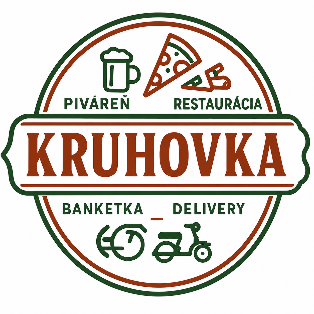 PIVÁREŇ RESTAURÁCIA
KRUHOVKA
BANKETKA _ DELIVERY